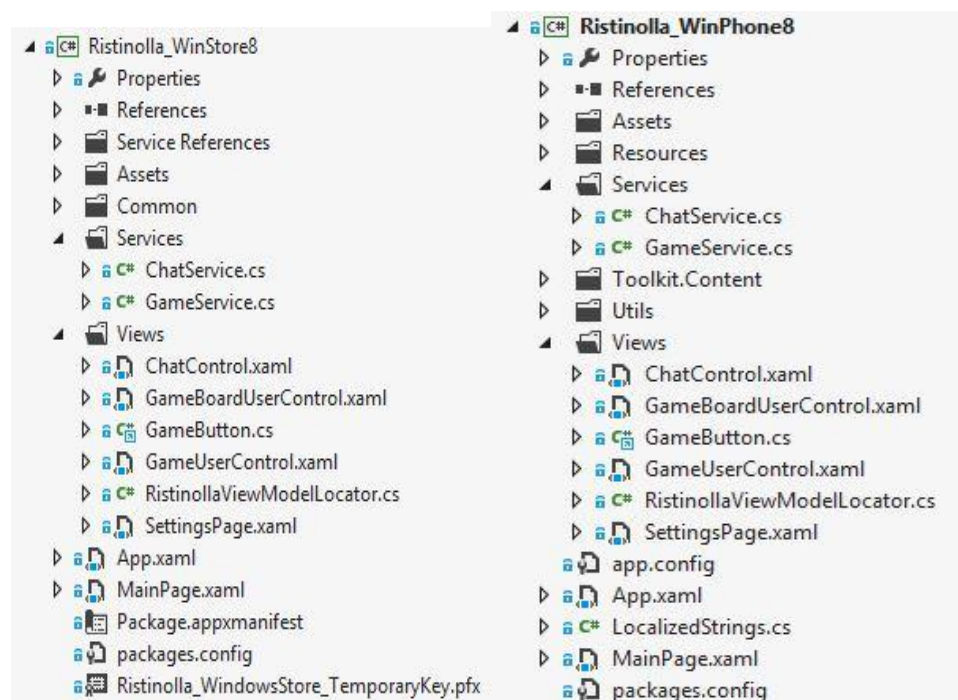 Ristinolla_WinStore8
Properties
References
Service References
Assets
Common
Services
C# ChatService.cs
C# GameService.cs
Views
ChatControl.xaml
GameBoardUserControl.xaml
C# GameButton.cs
GameUserControl.xaml
C# RistinollaViewModelLocator.cs
SettingsPage.xaml
App.xaml
MainPage.xaml
Package.appxmanifest
packages.config
Ristinolla_WindowsStore_TemporaryKey.pfx
C# Ristinolla_WinPhone8
Properties
References
Assets
Resources
Services
C# ChatService.cs
C# GameService.cs
Toolkit.Content
Utils
Views
ChatControl.xaml
GameBoardUserControl.xaml
C# GameButton.cs
GameUserControl.xaml
C# RistinollaViewModelLocator.cs
SettingsPage.xaml
app.config
App.xaml
C# LocalizedStrings.cs
MainPage.xaml
packages.config